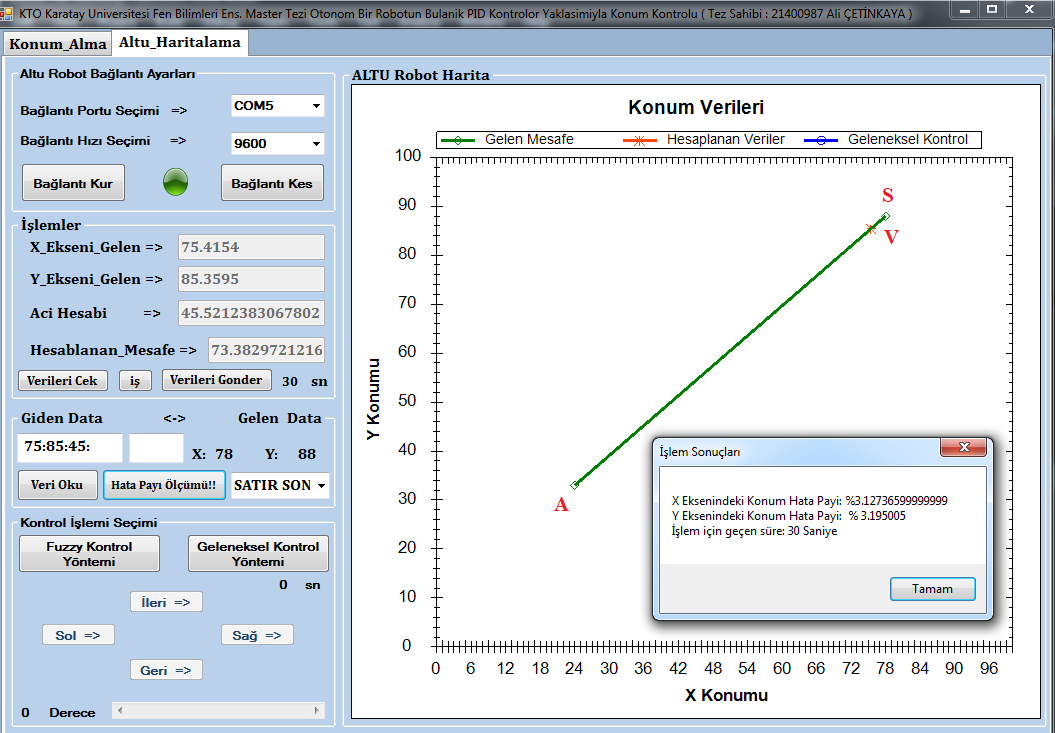 KTO Karatay Universitesi Fen Bilimleri Ens. Master Tezi Otonom Bir Robotun Bulanik PID Kontrolor Yaklasimiyla Konum Kontrolu ( Tez Sahibi : 21400987 Ali ÇETİNKAYA )
Konum_Alma
Altu_Haritalama
Altu Robot Bağlantı Ayarları
Bağlantı Portu Seçimi =>
COM5
Bağlantı Hızı Seçimi =>
9600
Bağlantı Kur
Bağlantı Kes
İşlemler
X_Ekseni_Gelen =>
75.4154
Y_Ekseni_Gelen =>
85.3595
Aci Hesabi =>
45.5212383067802
Hesablanan_Mesafe =>
73.3829721216
Verileri Cek
iş
Verileri Gonder
30 sn
Giden Data <-> Gelen Data
75:85:45:
X: 78 Y: 88
Veri Oku
Hata Payı Ölçümü!!
SATIR SON
Kontrol İşlemi Seçimi
Fuzzy Kontrol
Yöntemi
Geleneksel Kontrol
Yöntemi
0 sn
İleri =>
Sol =>
Sağ =>
Geri =>
0 Derece
ALTU Robot Harita
Konum Verileri
Gelen Mesafe
Hesaplanan Veriler
Geleneksel Kontrol
100
90
80
70
60
50
40
30
20
10
0
Y Konumu
S
V
A
0 6 12 18 24 30 36 42 48 54 60 66 72 78 84 90 96
X Konumu
İşlem Sonuçları
X Eksenindeki Konum Hata Payi: %3.12736599999999
Y Eksenindeki Konum Hata Payi: % 3.195005
İşlem için geçen süre: 30 Saniye
Tamam